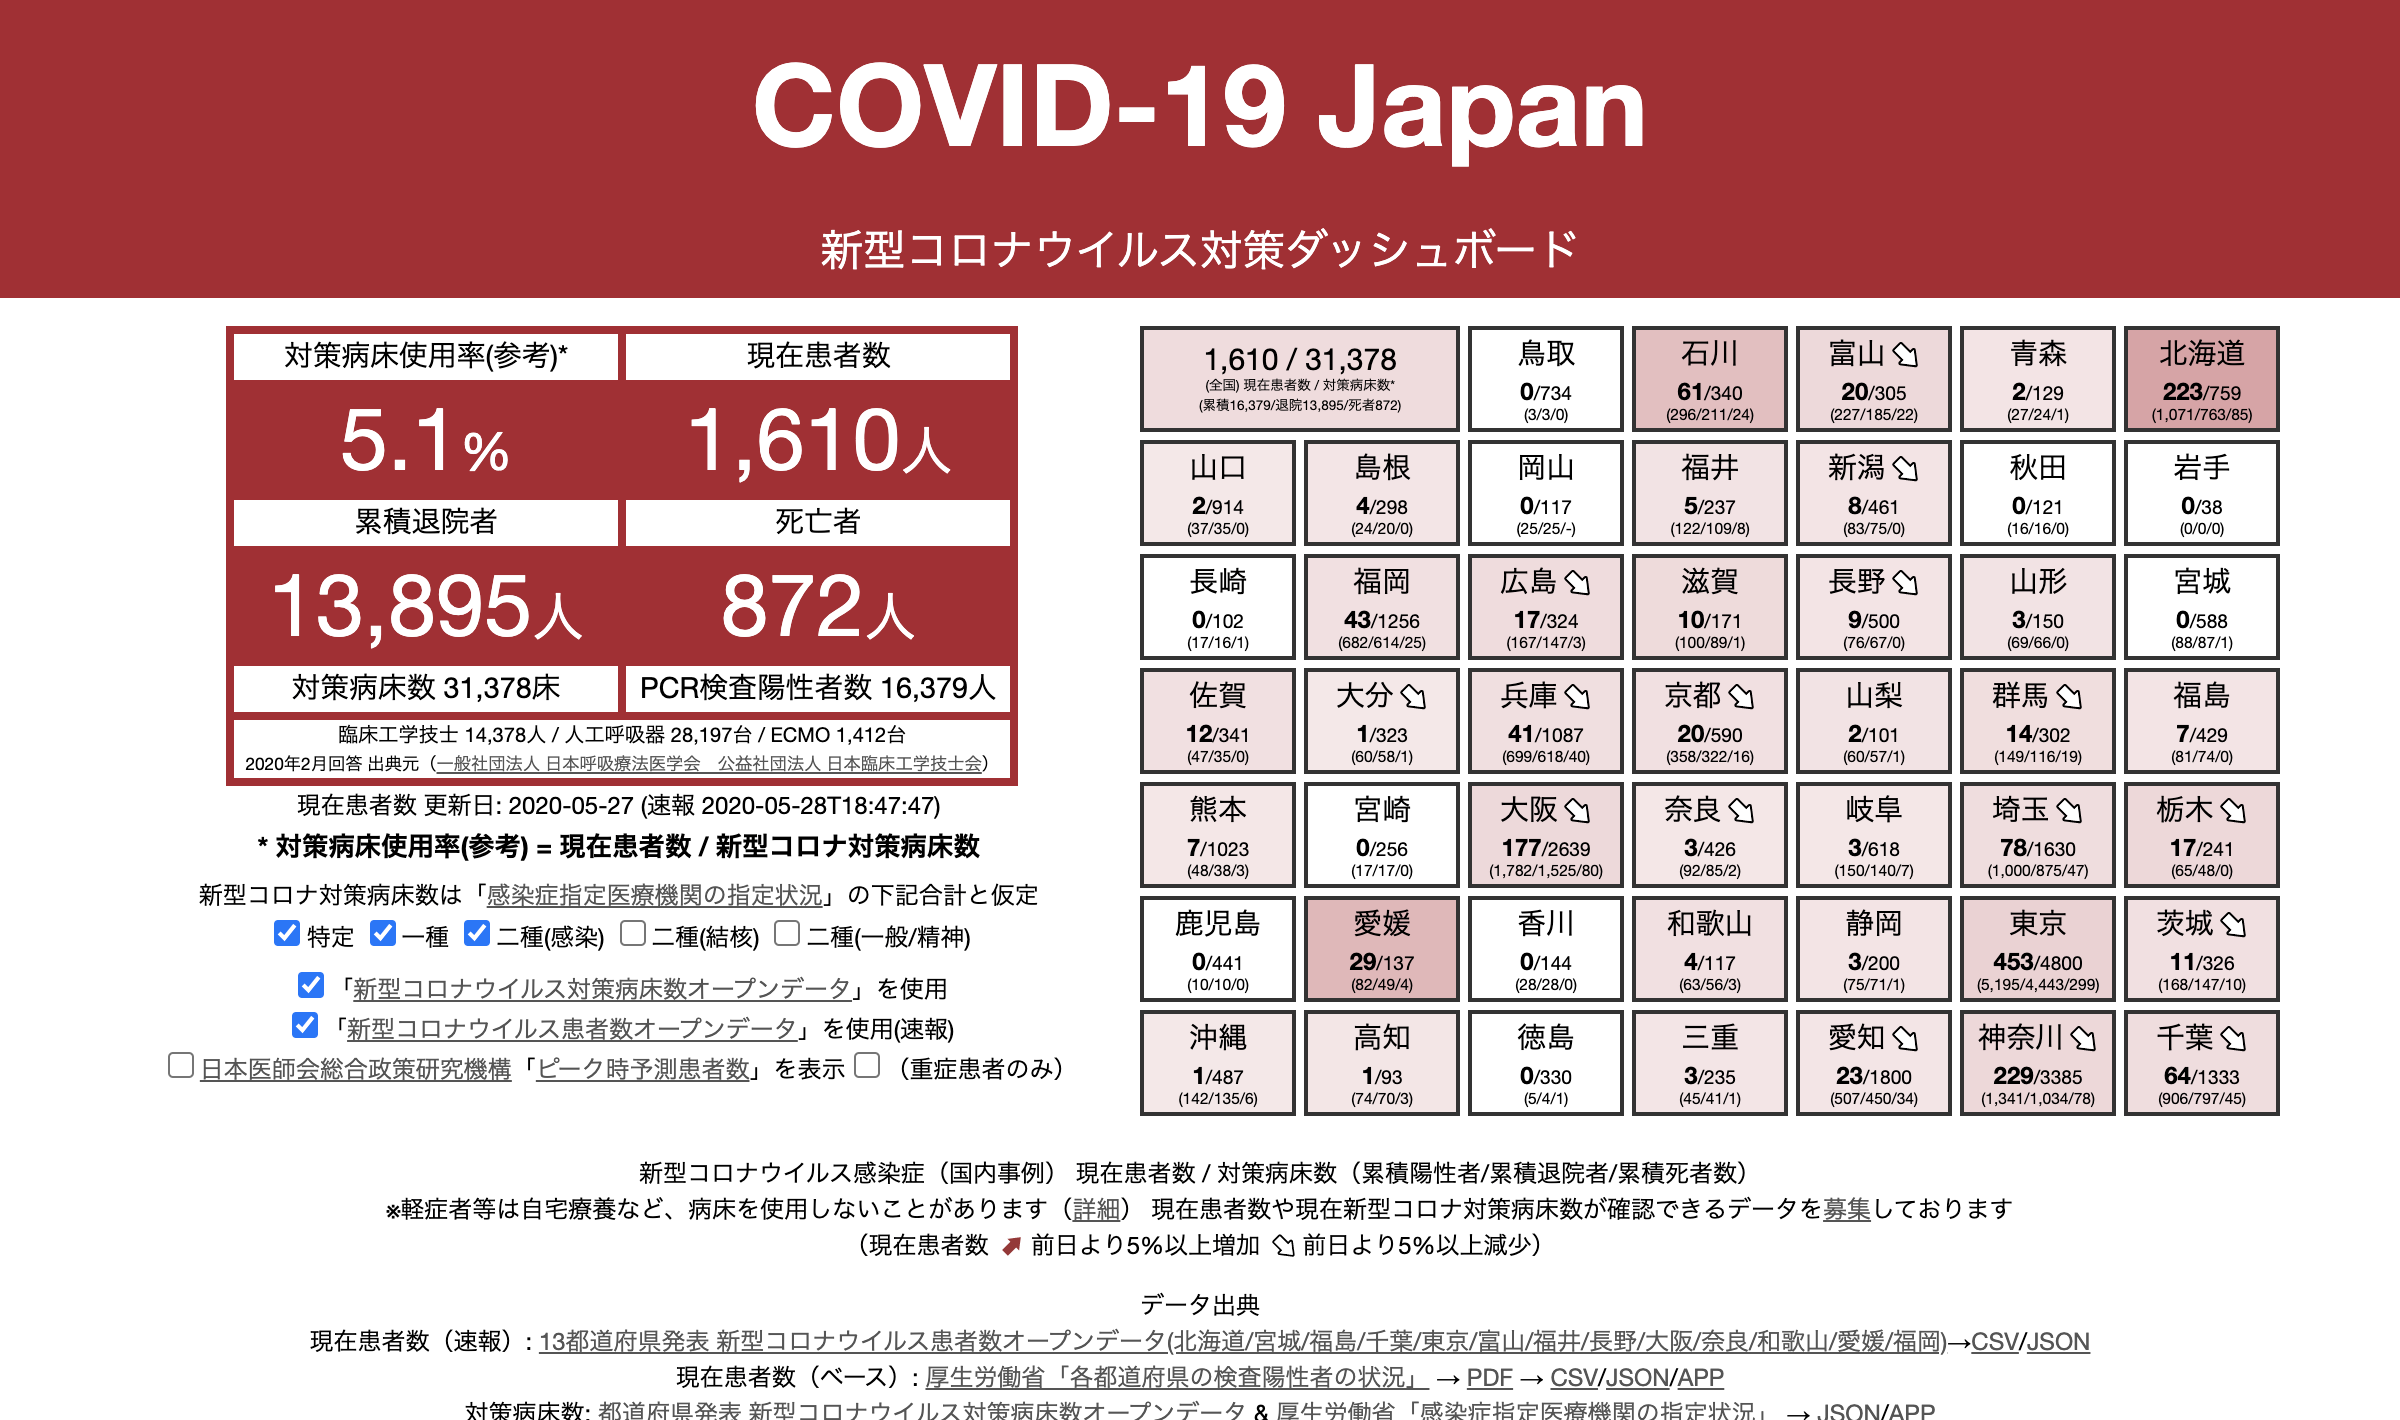 COVID-19 Japan
新型コロナウイルス対策ダッシュボード
対策病床使用率(参考)* 現在患者数
5.1% 1,610人
累積退院者 死亡者
13,895人 872人
対策病床数 31,378床 PCR検査陽性者数 16,379人
臨床工学技士 14,378人 / 人工呼吸器 28,197台 / ECMO 1,412台
2020年2月回答 出典元（一般社団法人 日本呼吸療法医学会　公益社団法人 日本臨床工学技士会）
現在患者数 更新日: 2020-05-27 (速報 2020-05-28T18:47:47)
* 対策病床使用率(参考) = 現在患者数 / 新型コロナ対策病床数
新型コロナ対策病床数は「感染症指定医療機関の指定状況」の下記合計と仮定
特定 一種 二種(感染) 二種(結核) 二種(一般/精神)
「新型コロナウイルス対策病床数オープンデータ」を使用
「新型コロナウイルス患者数オープンデータ」を使用(速報)
日本医師会総合政策研究機構「ピーク時予測患者数」を表示 （重症患者のみ）
1,610 / 31,378
(全国) 現在患者数 / 対策病床数*
(累積16,379/退院13,895/死者872)
鳥取
0/734
(3/3/0)
石川
61/340
(296/211/24)
富山
20/305
(227/185/22)
青森
2/129
(27/24/1)
北海道
223/759
(1,071/763/85)
山口
2/914
(37/35/0)
島根
4/298
(24/20/0)
岡山
0/117
(25/25/-)
福井
5/237
(122/109/8)
新潟
8/461
(83/75/0)
秋田
0/121
(16/16/0)
岩手
0/38
(0/0/0)
長崎
0/102
(17/16/1)
福岡
43/1256
(682/614/25)
広島
17/324
(167/147/3)
滋賀
10/171
(100/89/1)
長野
9/500
(76/67/0)
山形
3/150
(69/66/0)
宮城
0/588
(88/87/1)
佐賀
12/341
(47/35/0)
大分
1/323
(60/58/1)
兵庫
41/1087
(699/618/40)
京都
20/590
(358/322/16)
山梨
2/101
(60/57/1)
群馬
14/302
(149/116/19)
福島
7/429
(81/74/0)
熊本
7/1023
(48/38/3)
宮崎
0/256
(17/17/0)
大阪
177/2639
(1,782/1,525/80)
奈良
3/426
(92/85/2)
岐阜
3/618
(150/140/7)
埼玉
78/1630
(1,000/875/47)
栃木
17/241
(65/48/0)
鹿児島
0/441
(10/10/0)
愛媛
29/137
(82/49/4)
香川
0/144
(28/28/0)
和歌山
4/117
(63/56/3)
静岡
3/200
(75/71/1)
東京
453/4800
(5,195/4,443/299)
茨城
11/326
(168/147/10)
沖縄
1/487
(142/135/6)
高知
1/93
(74/70/3)
徳島
0/330
(5/4/1)
三重
3/235
(45/41/1)
愛知
23/1800
(507/450/34)
神奈川
229/3385
(1,341/1,034/78)
千葉
64/1333
(906/797/45)
新型コロナウイルス感染症（国内事例） 現在患者数 / 対策病床数（累積陽性者/累積退院者/累積死者数）
※軽症者等は自宅療養など、病床を使用しないことがあります（詳細） 現在患者数や現在新型コロナ対策病床数が確認できるデータを募集しております
（現在患者数 前日より5%以上増加 前日より5%以上減少）
データ出典
現在患者数（速報）: 13都道府県発表 新型コロナウイルス患者数オープンデータ(北海道/宮城/福島/千葉/東京/富山/福井/長野/大阪/奈良/和歌山/愛媛/福岡)→CSV/JSON
現在患者数（ベース）: 厚生労働省「各都道府県の検査陽性者の状況」 → PDF → CSV/JSON/APP
対策病床数: 都道府県発表 新型コロナウイルス対策病床数オープンデータ & 厚生労働省「感染症指定医療機関の指定状況」 → JSON/APP